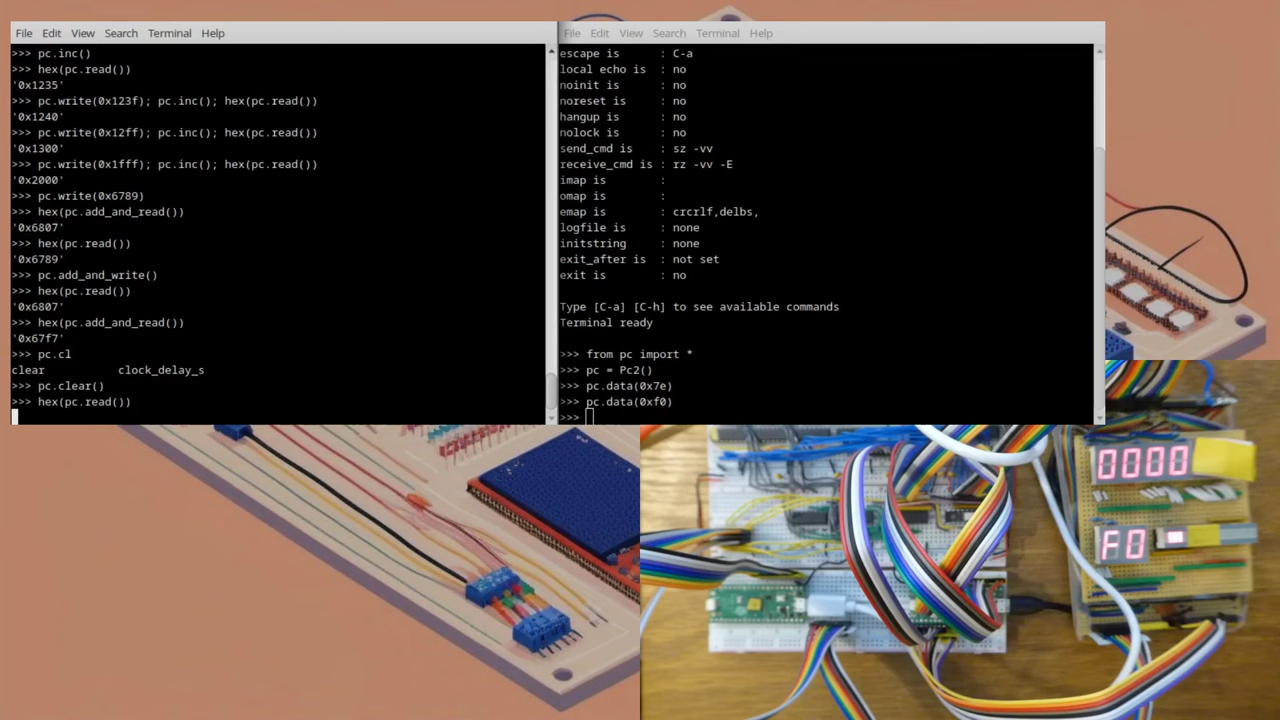 File Edit View Search Terminal Help
>>> pc.inc()
>>> hex(pc.read())
'0x1235'
>>> pc.write(0x123f); pc.inc(); hex(pc.read())
'0x1240'
>>> pc.write(0x12ff); pc.inc(); hex(pc.read())
'0x1300'
>>> pc.write(0x1fff); pc.inc(); hex(pc.read())
'0x2000'
>>> pc.write(0x6789)
>>> hex(pc.add_and_read())
'0x6807'
>>> hex(pc.read())
'0x6789'
>>> pc.add_and_write()
>>> hex(pc.read())
'0x6807'
>>> hex(pc.add_and_read())
'0x67f7'
>>> pc.cl
clear clock_delay_s
>>> pc.clear()
>>> hex(pc.read())
File Edit View Search Terminal Help
escape is : C-a
local echo is : no
noinit is : no
noreset is : no
hangup is : no
nolock is : no
send_cmd is : sz -vv
receive_cmd is : rz -vv -E
imap is :
omap is :
emap is : crcrlf,delbs,
logfile is : none
initstring : none
exit_after is : not set
exit is : no
Type [C-a] [C-h] to see available commands
Terminal ready
>>> from pc import *
>>> pc = Pc2()
>>> pc.data(0x7e)
>>> pc.data(0xf0)
>>>
0000
F0